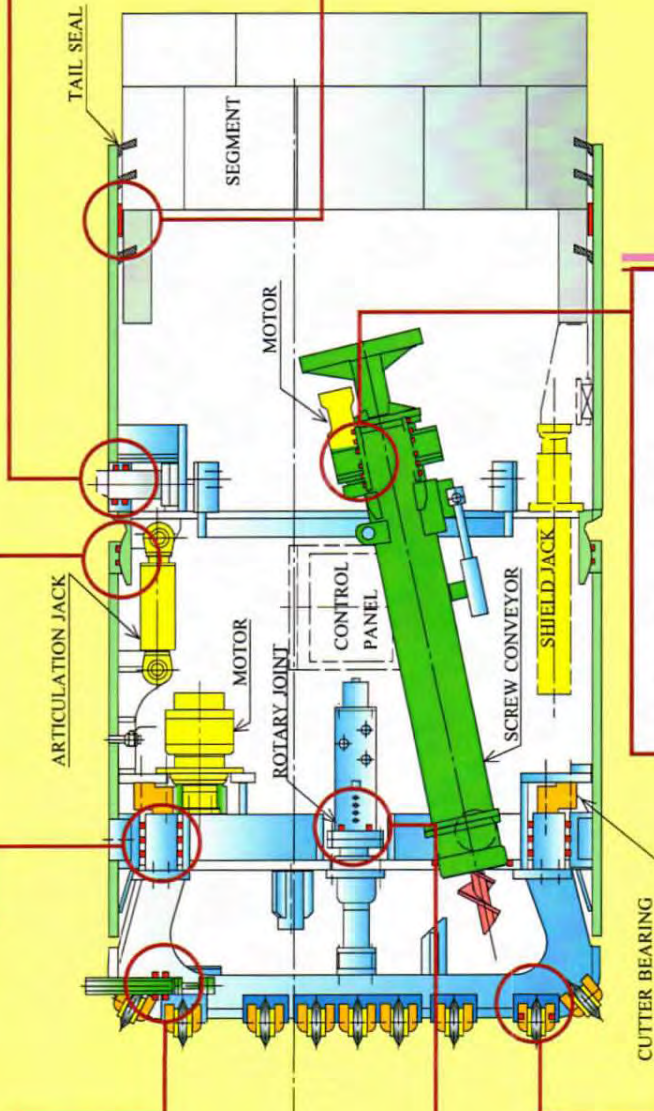 TAIL SEAL
SEGMENT
MOTOR
ARTICULATION JACK
MOTOR
CONTROL
PANEL
ROTARY JOINT
SHIELD JACK
SCREW CONVEYOR
CUTTER BEARING